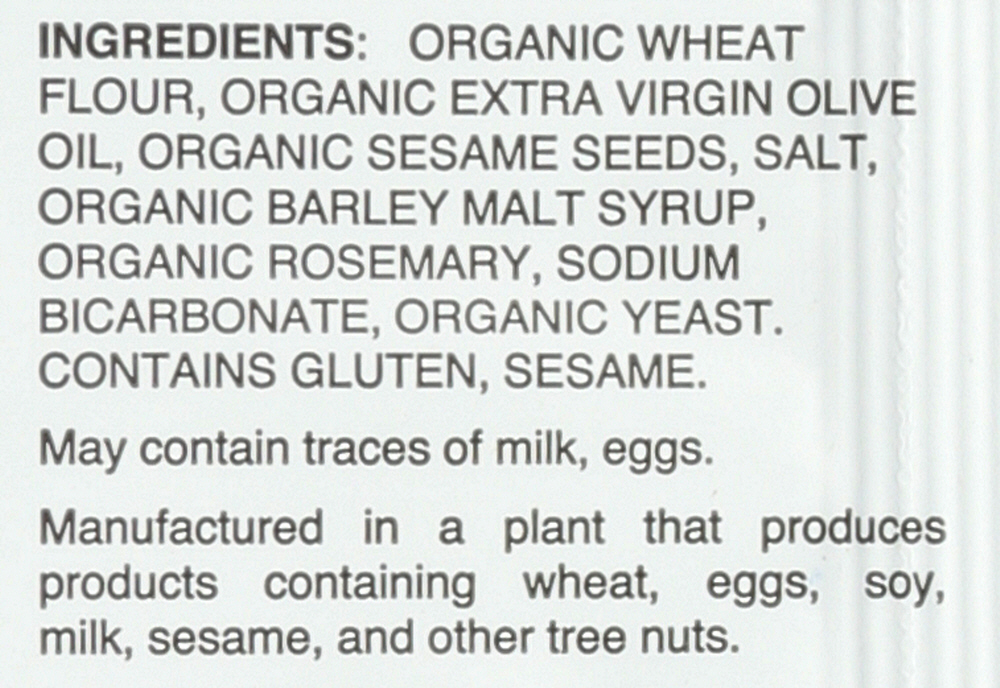 INGREDIENTS: ORGANIC WHEAT
FLOUR, ORGANIC EXTRA VIRGIN OLIVE
OIL, ORGANIC SESAME SEEDS, SALT,
ORGANIC BARLEY MALT SYRUP,
ORGANIC ROSEMARY, SODIUM
BICARBONATE, ORGANIC YEAST.
CONTAINS GLUTEN, SESAME.
May contain traces of milk, eggs.
Manufactured in a plant that produces
products containing wheat, eggs, soy,
milk, sesame, and other tree nuts.